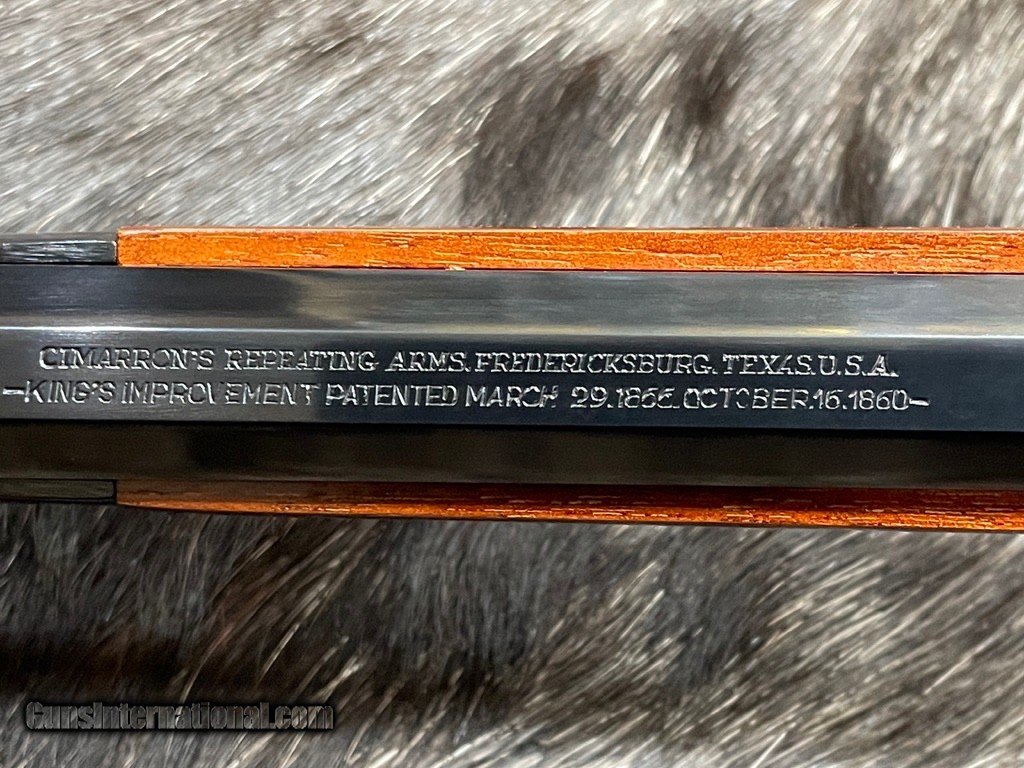 CIMARRON'S REPEATING ARMS. FREDERICKSBURG. TEXAS. U.S.A.
-KING'S IMPROVEMENT PATENTED MARCH 29.1866.OCTOBER.16.1860-
GunsInternational.com